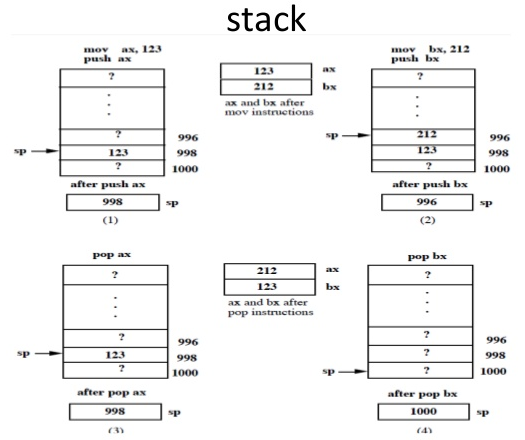 stack
mov ax, 123
push ax
?
?
996
sp
123
998
?
1000
after push ax
998
sp
(1)
123
ax
212
bx
ax and bx after
mov instructions
mov bx, 212
push bx
?
sp
212
996
123
998
?
1000
after push bx
996
sp
(2)
pop ax
?
?
996
sp
123
998
?
1000
after pop ax
998
sp
(3)
212
ax
123
bx
ax and bx after
pop instructions
pop bx
?
?
996
?
998
sp
?
1000
after pop bx
1000
sp
(4)